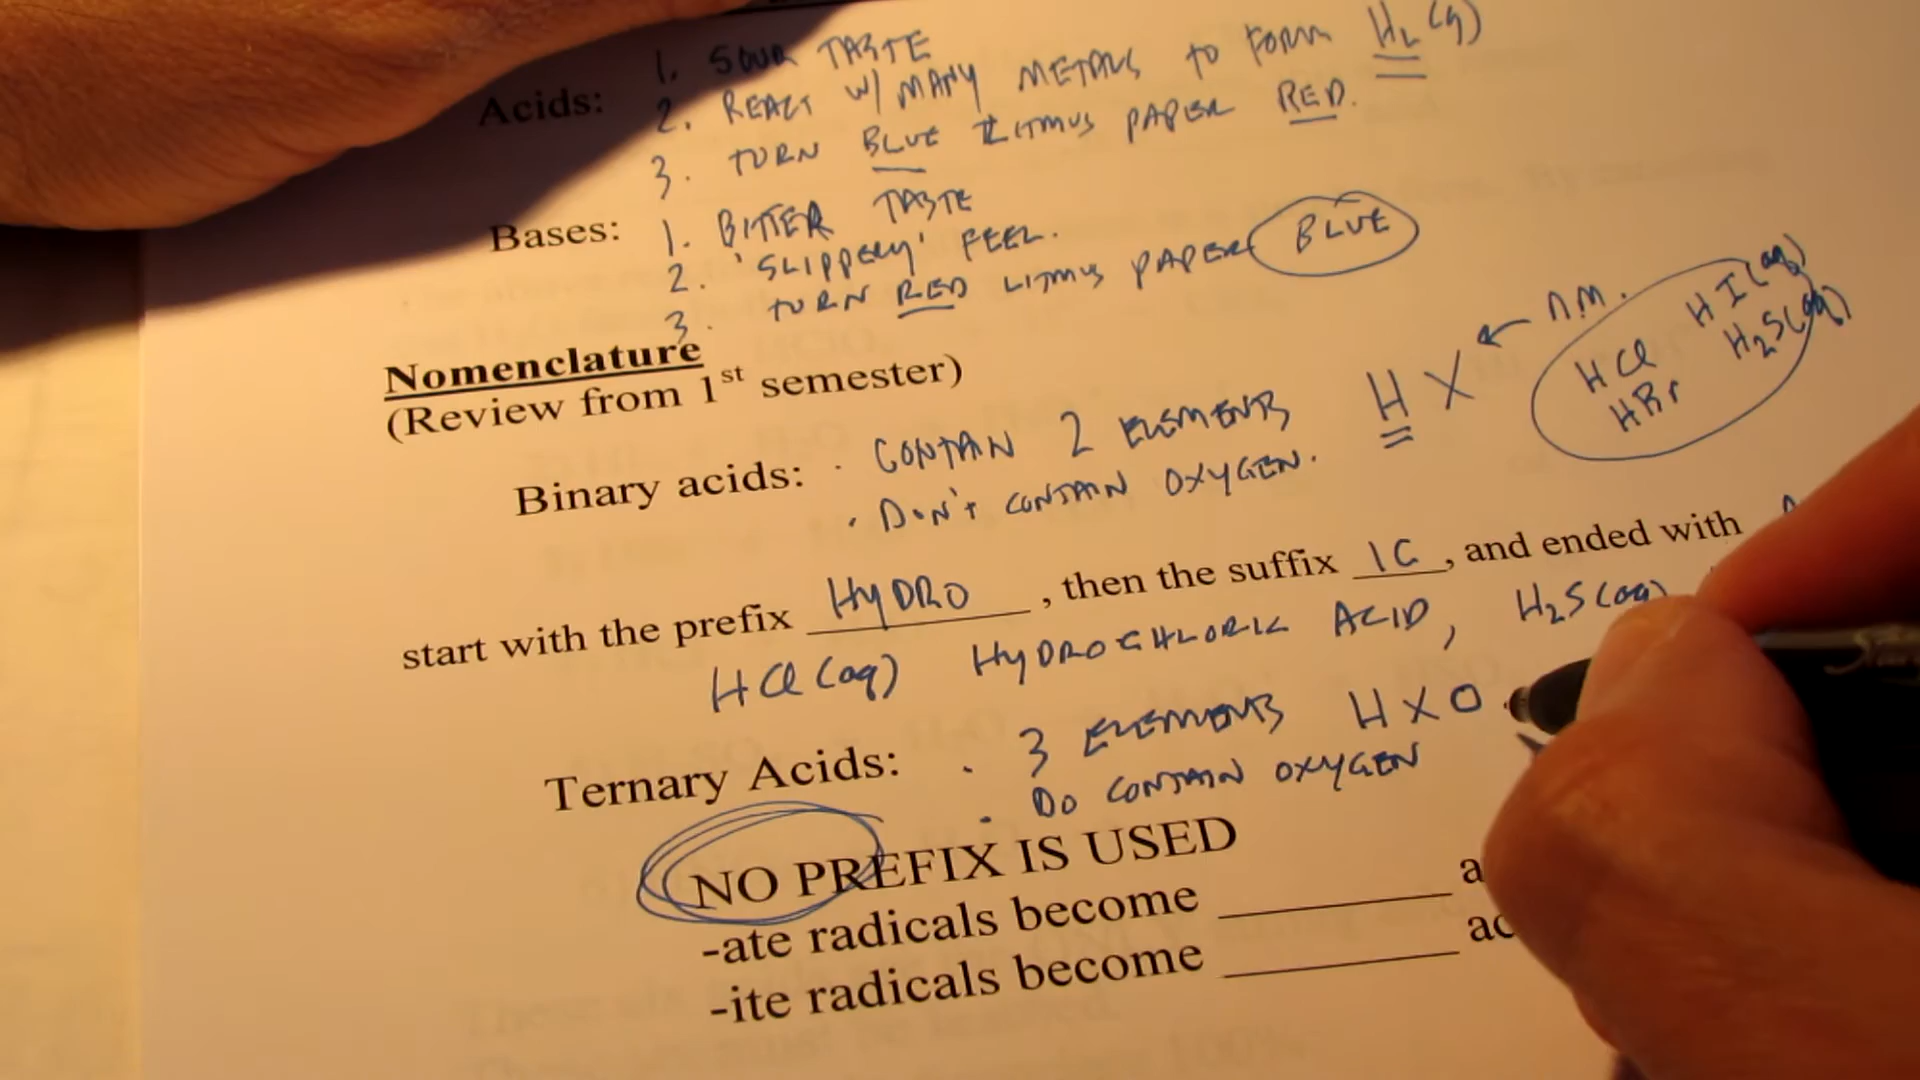 Acids: 1. SOUR TASTE
2. REACT W/ MANY METALS TO FORM H2(g)
3. TURN BLUE LITMUS PAPER RED.
Bases: 1. BITTER TASTE
2. 'SLIPPERY' FEEL.
3. TURN RED LITMUS PAPER BLUE
Nomenclature
(Review from 1st semester)
Binary acids: · CONTAIN 2 ELEMENTS H X ← n.m.
HCl HI(aq)
HBr H2S(aq)
· DON'T CONTAIN OXYGEN.
start with the prefix HYDRO, then the suffix IC, and ended with
HCl(aq) HYDROCHLORIC ACID, H2S(aq)
Ternary Acids: · 3 ELEMENTS H X O
· DO CONTAIN OXYGEN
NO PREFIX IS USED
-ate radicals become ________ a
-ite radicals become ________ ac